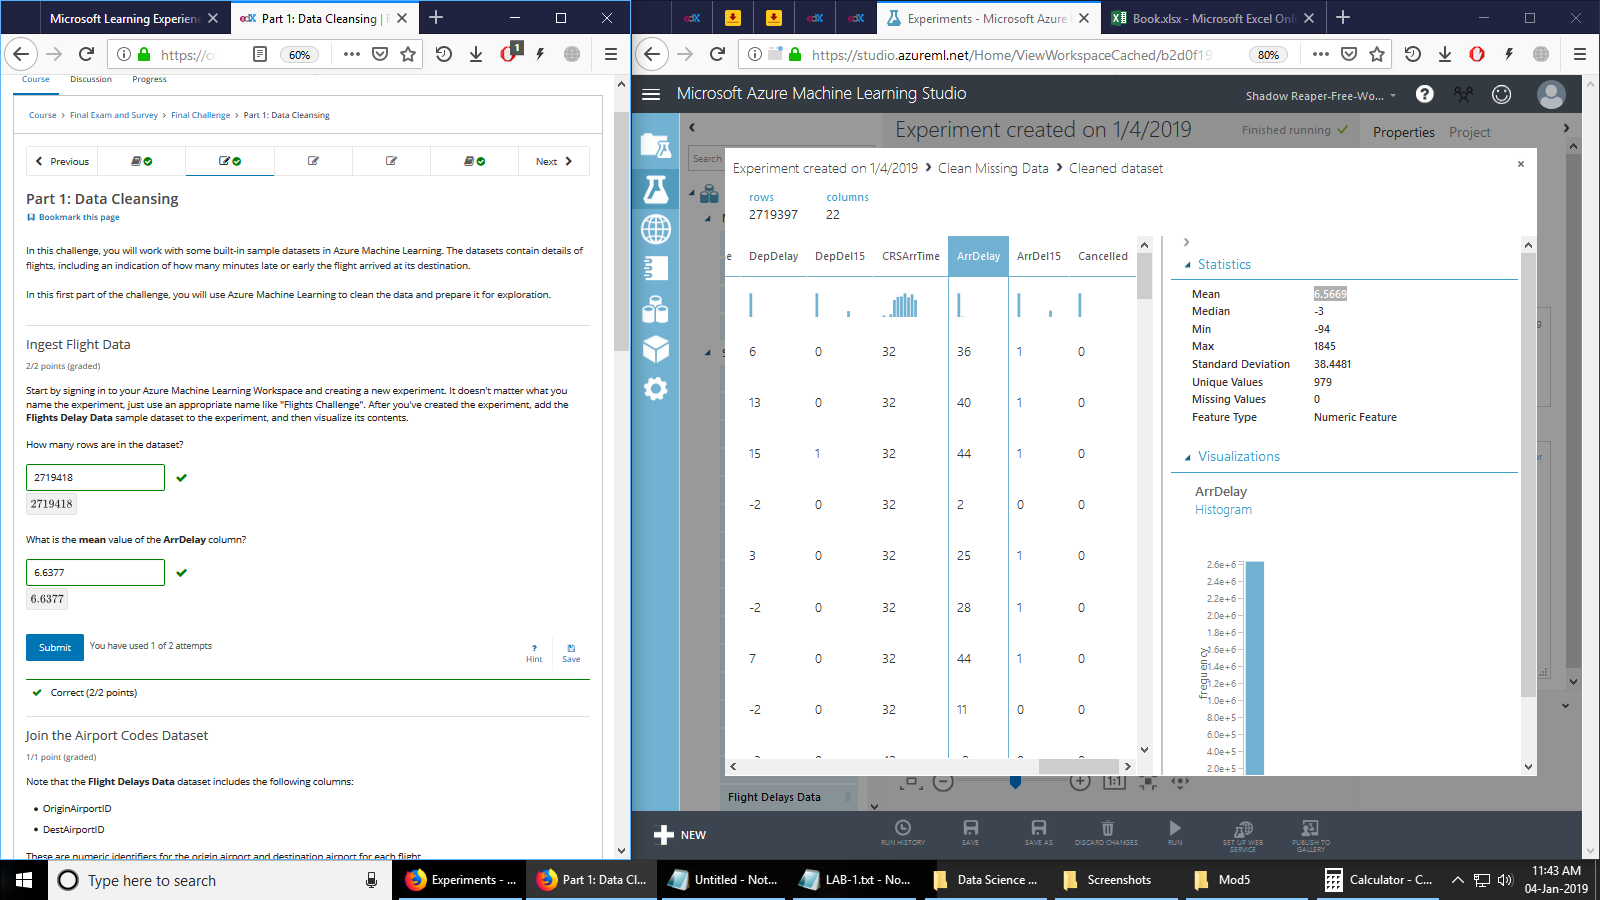 Microsoft Learning Experien
edX Part 1: Data Cleansing |
https://c
60%
Course
Discussion
Progress
Course > Final Exam and Survey > Final Challenge > Part 1: Data Cleansing
Previous
Next
Part 1: Data Cleansing
Bookmark this page
In this challenge, you will work with some built-in sample datasets in Azure Machine Learning. The datasets contain details of
flights, including an indication of how many minutes late or early the flight arrived at its destination.
In this first part of the challenge, you will use Azure Machine Learning to clean the data and prepare it for exploration.
Ingest Flight Data
2/2 points (graded)
Start by signing in to your Azure Machine Learning Workspace and creating a new experiment. It doesn't matter what you
name the experiment, just use an appropriate name like "Flights Challenge". After you've created the experiment, add the
Flights Delay Data sample dataset to the experiment, and then visualize its contents.
How many rows are in the dataset?
2719418
2719418
What is the mean value of the ArrDelay column?
6.6377
6.6377
Submit
You have used 1 of 2 attempts
? Hint
Save
Correct (2/2 points)
Join the Airport Codes Dataset
1/1 point (graded)
Note that the Flight Delays Data dataset includes the following columns:
• OriginAirportID
• DestAirportID
These are numeric identifiers for the origin airport and destination airport for each flight
edX
edX
edX
Experiments - Microsoft Azure
Book.xlsx - Microsoft Excel Onl
https://studio.azureml.net/Home/ViewWorkspaceCached/b2d0f19
80%
Microsoft Azure Machine Learning Studio
Shadow Reaper-Free-Wo...
Experiment created on 1/4/2019
Finished running
Properties
Project
Search
Experiment created on 1/4/2019 > Clean Missing Data > Cleaned dataset
rows
columns
2719397
22
e DepDelay DepDel15 CRSArrTime ArrDelay ArrDel15 Cancelled
6 0 32 36 1 0
13 0 32 40 1 0
15 1 32 44 1 0
-2 0 32 2 0 0
3 0 32 25 1 0
-2 0 32 28 1 0
7 0 32 44 1 0
-2 0 32 11 0 0
Statistics
Mean 6.5669
Median -3
Min -94
Max 1845
Standard Deviation 38.4481
Unique Values 979
Missing Values 0
Feature Type Numeric Feature
Visualizations
ArrDelay
Histogram
frequency
2.6e+6
2.4e+6
2.2e+6
2.0e+6
1.8e+6
1.6e+6
1.4e+6
1.2e+6
1.0e+6
8.0e+5
6.0e+5
4.0e+5
2.0e+5
1:1
Flight Delays Data
NEW
RUN HISTORY
SAVE
SAVE AS
DISCARD CHANGES
RUN
SET UP WEB SERVICE
PUBLISH TO GALLERY
Type here to search
Experiments - ...
Part 1: Data Cl...
Untitled - Not...
LAB-1.txt - No...
Data Science ...
Screenshots
Mod5
Calculator - C...
11:43 AM
04-Jan-2019